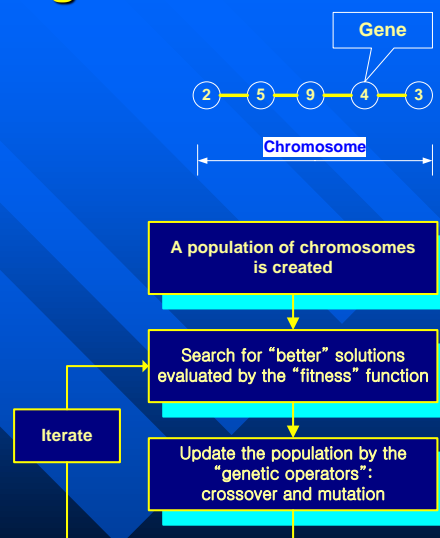 Gene
2 5 9 4 3
Chromosome
A population of chromosomes
is created
Search for “better” solutions
evaluated by the “fitness” function
Iterate
Update the population by the
“genetic operators”:
crossover and mutation